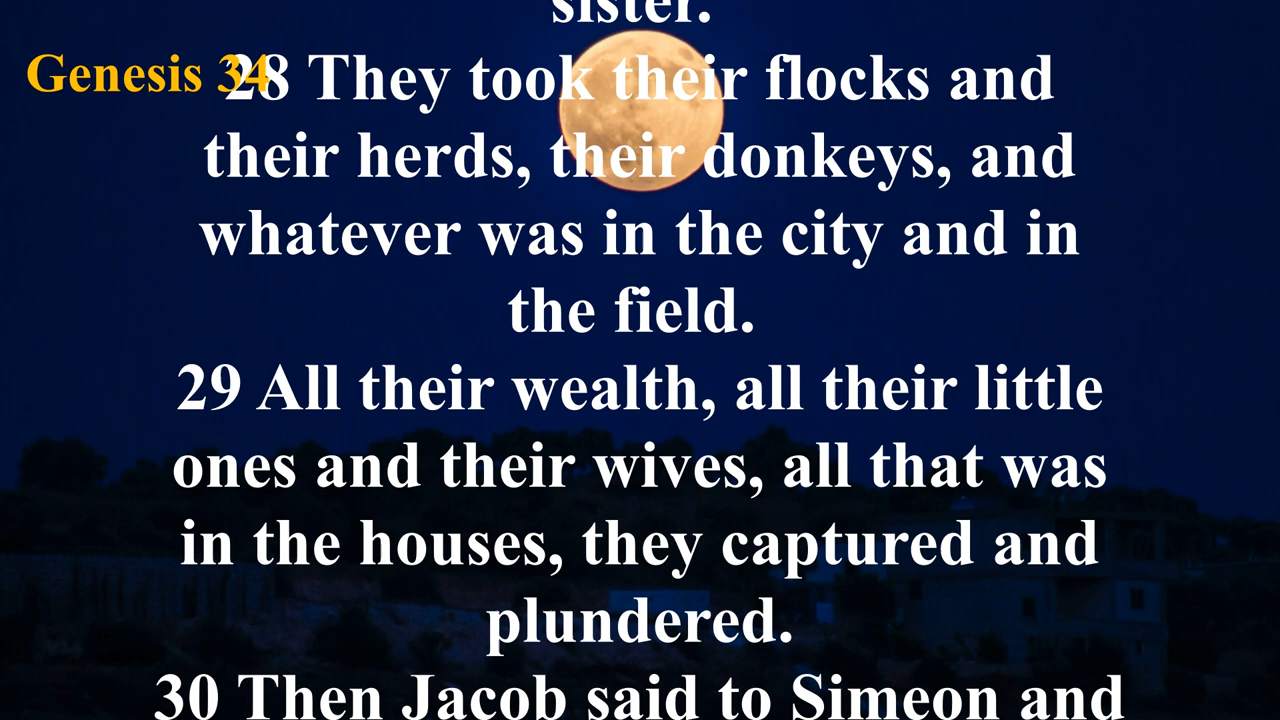 sister.
Genesis 34
28 They took their flocks and
their herds, their donkeys, and
whatever was in the city and in
the field.
29 All their wealth, all their little
ones and their wives, all that was
in the houses, they captured and
plundered.
30 Then Jacob said to Simeon and